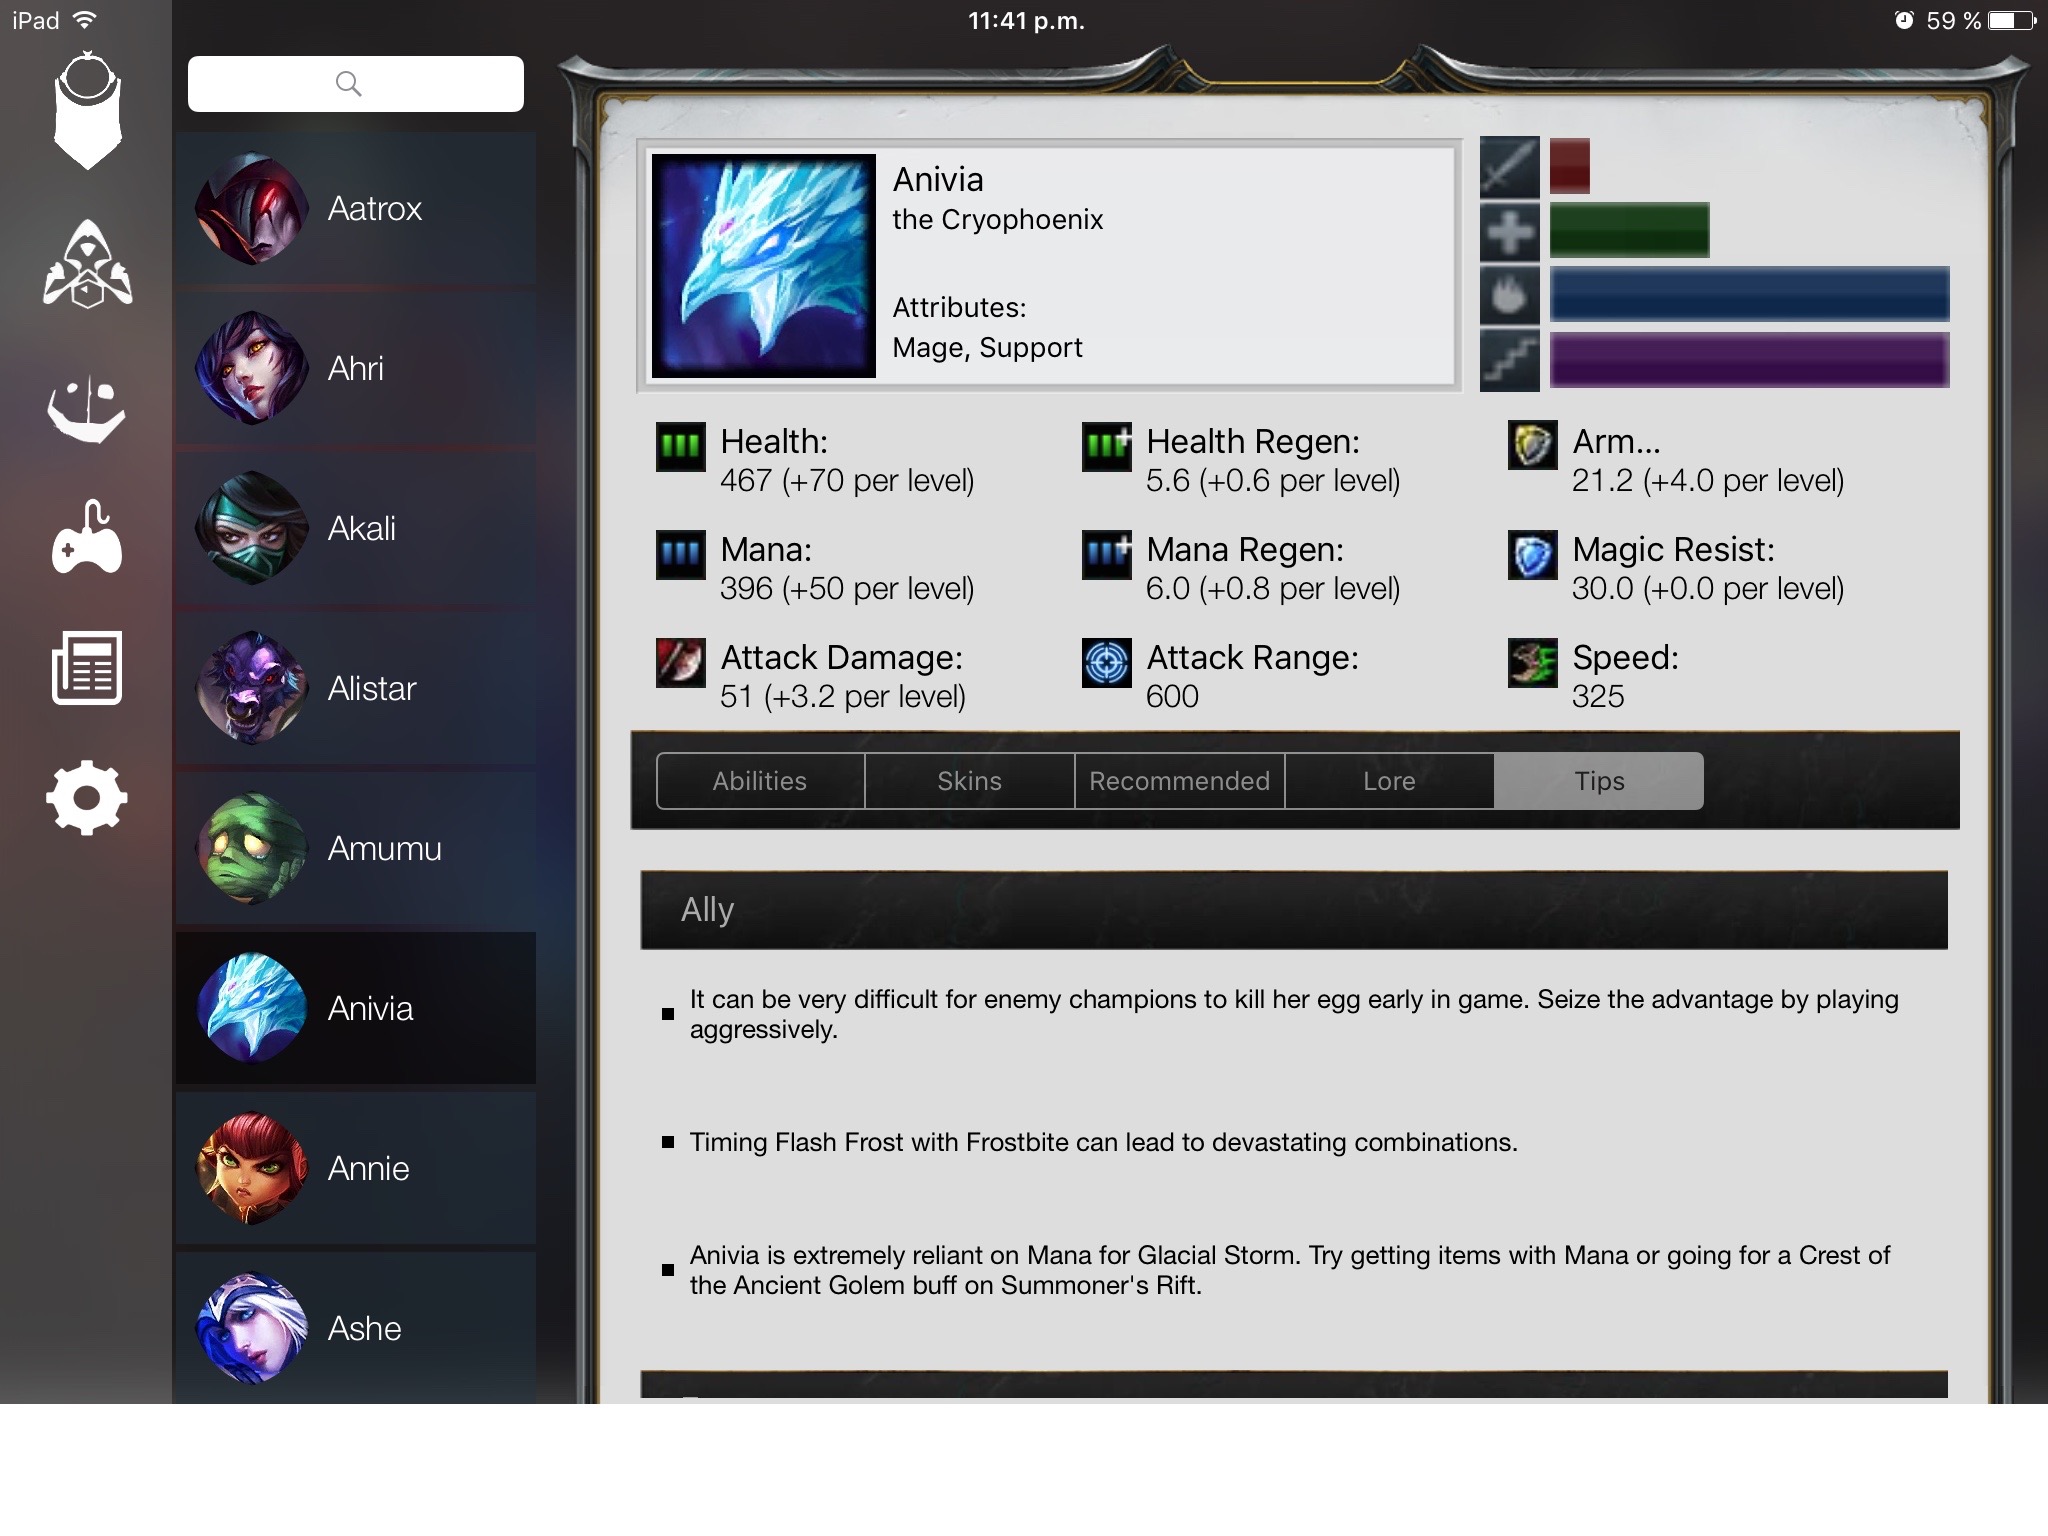 iPad
11:41 p.m.
59 %
Aatrox
Ahri
Akali
Alistar
Amumu
Anivia
Annie
Ashe
Anivia
the Cryophoenix
Attributes:
Mage, Support
Health:
467 (+70 per level)
Health Regen:
5.6 (+0.6 per level)
Arm...
21.2 (+4.0 per level)
Mana:
396 (+50 per level)
Mana Regen:
6.0 (+0.8 per level)
Magic Resist:
30.0 (+0.0 per level)
Attack Damage:
51 (+3.2 per level)
Attack Range:
600
Speed:
325
Abilities
Skins
Recommended
Lore
Tips
Ally
It can be very difficult for enemy champions to kill her egg early in game. Seize the advantage by playing
aggressively.
Timing Flash Frost with Frostbite can lead to devastating combinations.
Anivia is extremely reliant on Mana for Glacial Storm. Try getting items with Mana or going for a Crest of
the Ancient Golem buff on Summoner's Rift.